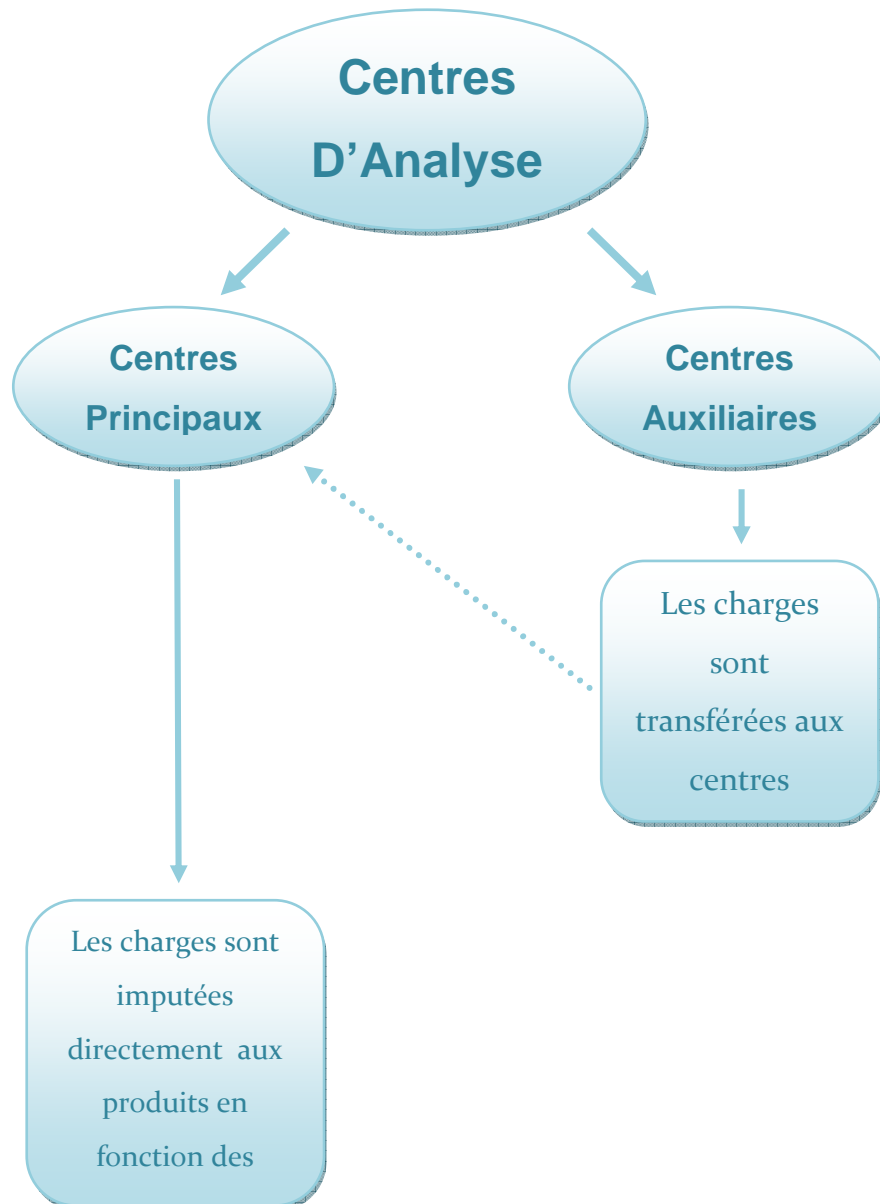 Centres
D’Analyse
Centres
Principaux
Centres
Auxiliaires
Les charges
sont
transférées aux
centres
Les charges sont
imputées
directement aux
produits en
fonction des